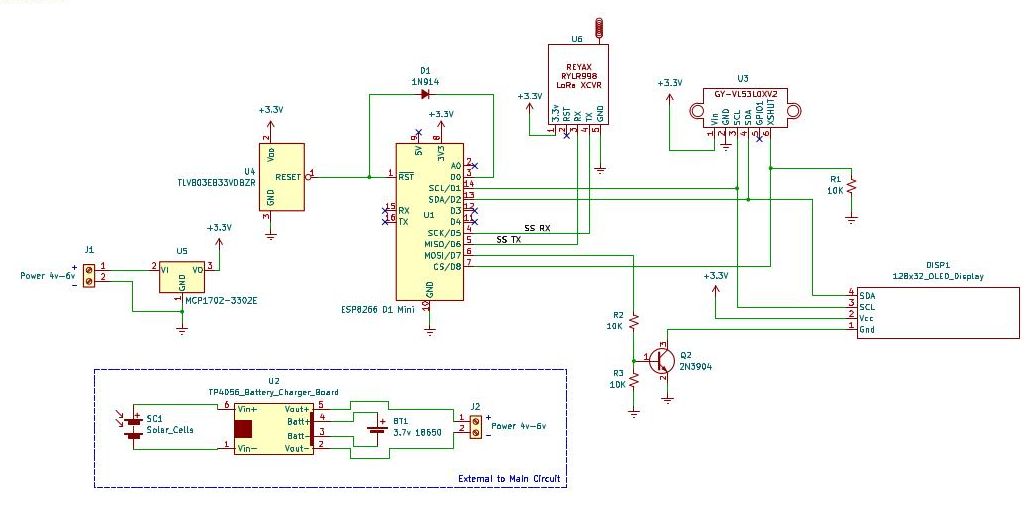 U6
REYAX
RYLR998
LoRa XCVR
+3.3V
3.3v
RST
RX
TX
GND
1
2
3
4
5
U3
GY-VL53L0XV2
+3.3V
Vin
GND
SCL
SDA
GPIO1
XSHUT
1
2
3
4
5
6
D1
1N914
+3.3V
9
8
5V
3V3
+3.3V
2
VDD
U4
TLV803EB33VDBZR
RESET
1
GND
3
1
RST
15
RX
16
TX
U1
A0
2
D0
3
SCL/D1
14
SDA/D2
13
D3
12
D4
11
SCK/D5
4
MISO/D6
5
MOSI/D7
6
CS/D8
7
GND
10
ESP8266 D1 Mini
SS RX
SS TX
R1
10K
J1
Power 4v-6v
+
-
1
2
U5
+3.3V
2
VI
VO
3
GND
1
MCP1702-3302E
+3.3V
DISP1
128x32_OLED_Display
4
SDA
3
SCL
2
Vcc
1
Gnd
R2
10K
R3
10K
1
3
2
Q2
2N3904
U2
TP4056_Battery_Charger_Board
SC1
Solar_Cells
+
6
Vin+
1
Vin-
Vout+
5
Batt+
4
Batt-
3
Vout-
2
+
BT1
3.7v 18650
J2
1
2
+
-
Power 4v-6v
External to Main Circuit